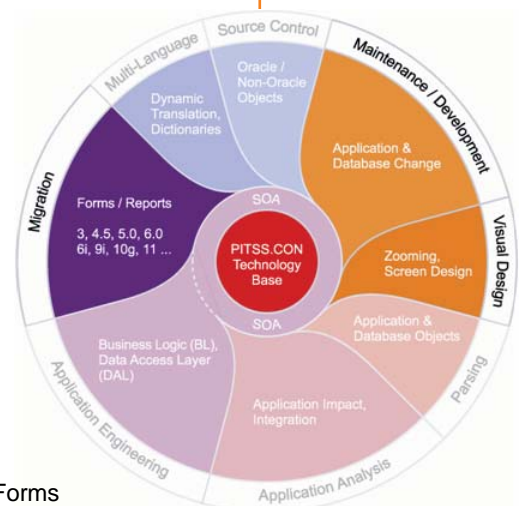 Source Control
Multi-Language
Maintenance / Development
Oracle /
Non-Oracle
Objects
Dynamic
Translation,
Dictionaries
Application &
Database Change
Migration
Forms / Reports
3, 4.5, 5.0, 6.0
6i, 9i, 10g, 11 ...
SOA
PITSS.CON
Technology
Base
SOA
Visual Design
Zooming,
Screen Design
Application &
Database Objects
Parsing
Business Logic (BL),
Data Access Layer
(DAL)
Application Impact,
Integration
Application Engineering
Application Analysis
Forms